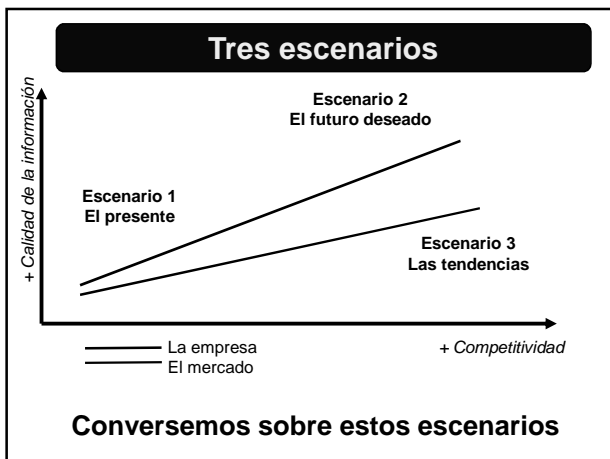 Tres escenarios
+ Calidad de la información
Escenario 2
El futuro deseado
Escenario 1
El presente
Escenario 3
Las tendencias
La empresa
El mercado
+ Competitividad
Conversemos sobre estos escenarios